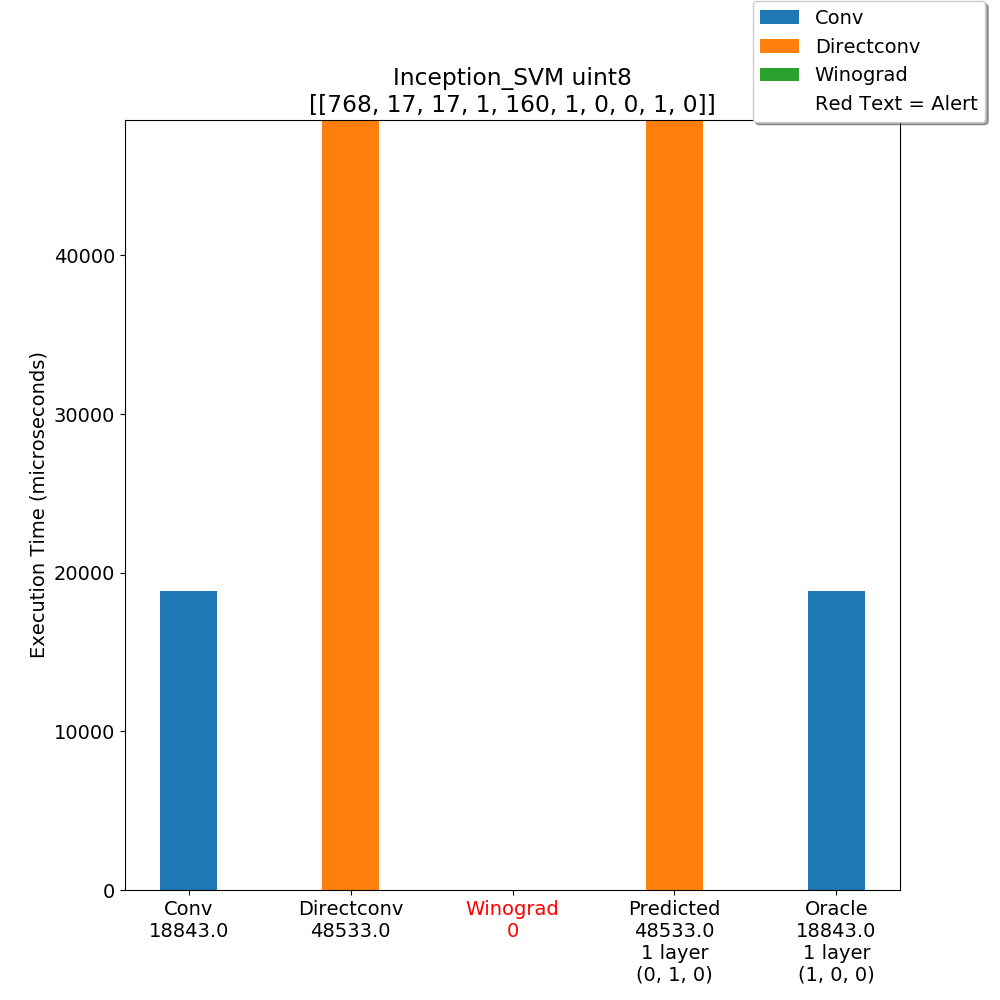 Conv
Directconv
Winograd
Red Text = Alert
Inception_SVM uint8
[[768, 17, 17, 1, 160, 1, 0, 0, 1, 0]]
Execution Time (microseconds)
40000
30000
20000
10000
0
Conv
18843.0
Directconv
48533.0
Winograd
0
Predicted
48533.0
1 layer
(0, 1, 0)
Oracle
18843.0
1 layer
(1, 0, 0)